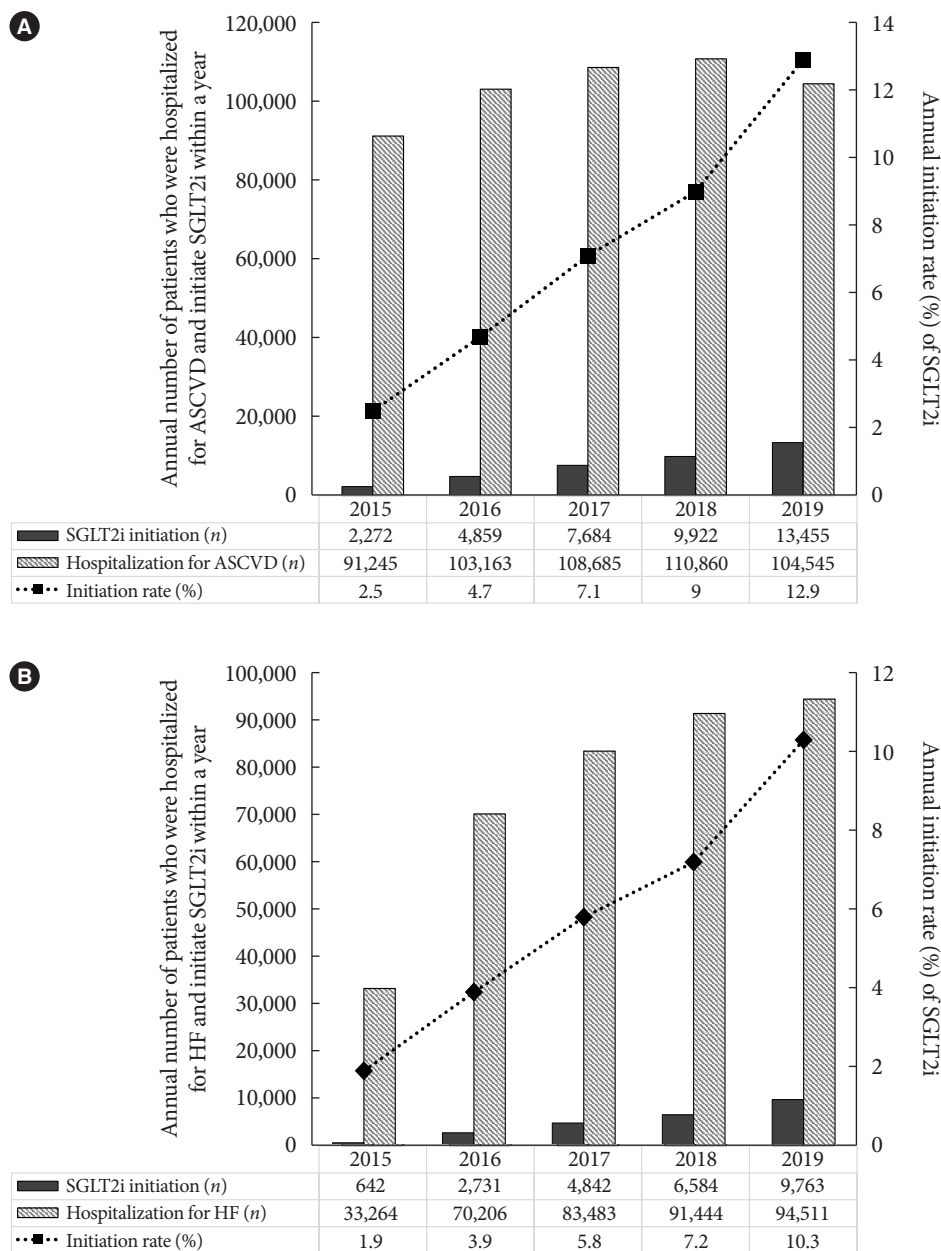 A
Annual number of patients who were hospitalized
for ASCVD and initiate SGLT2i within a year
120,000
100,000
80,000
60,000
40,000
20,000
0
14
12
10
8
6
4
2
0
Annual initiation rate (%) of SGLT2i
2015 2016 2017 2018 2019
SGLT2i initiation (n) 2,272 4,859 7,684 9,922 13,455
Hospitalization for ASCVD (n) 91,245 103,163 108,685 110,860 104,545
Initiation rate (%) 2.5 4.7 7.1 9 12.9
B
Annual number of patients who were hospitalized
for HF and initiate SGLT2i within a year
100,000
90,000
80,000
70,000
60,000
50,000
40,000
30,000
20,000
10,000
0
12
10
8
6
4
2
0
Annual initiation rate (%) of SGLT2i
2015 2016 2017 2018 2019
SGLT2i initiation (n) 642 2,731 4,842 6,584 9,763
Hospitalization for HF (n) 33,264 70,206 83,483 91,444 94,511
Initiation rate (%) 1.9 3.9 5.8 7.2 10.3